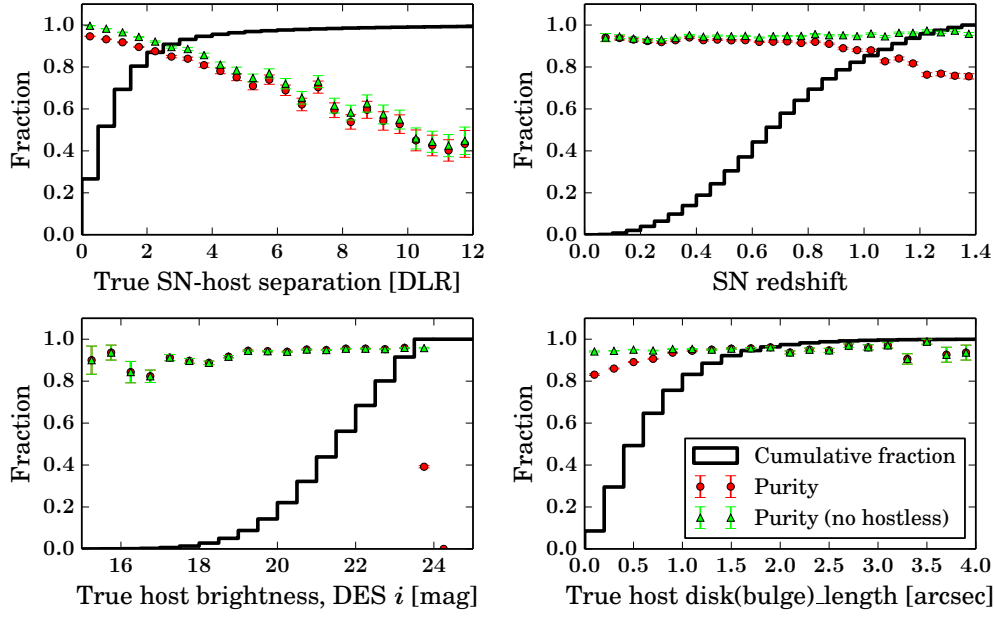 1.0
0.8
0.6
0.4
0.2
0.0
Fraction
0 2 4 6 8 10 12
True SN-host separation [DLR]
1.0
0.8
0.6
0.4
0.2
0.0
Fraction
0.0 0.2 0.4 0.6 0.8 1.0 1.2 1.4
SN redshift
1.0
0.8
0.6
0.4
0.2
0.0
Fraction
16 18 20 22 24
True host brightness, DES i [mag]
1.0
0.8
0.6
0.4
0.2
0.0
Fraction
0.0 0.5 1.0 1.5 2.0 2.5 3.0 3.5 4.0
True host disk(bulge)_length [arcsec]
Cumulative fraction
Purity
Purity (no hostless)